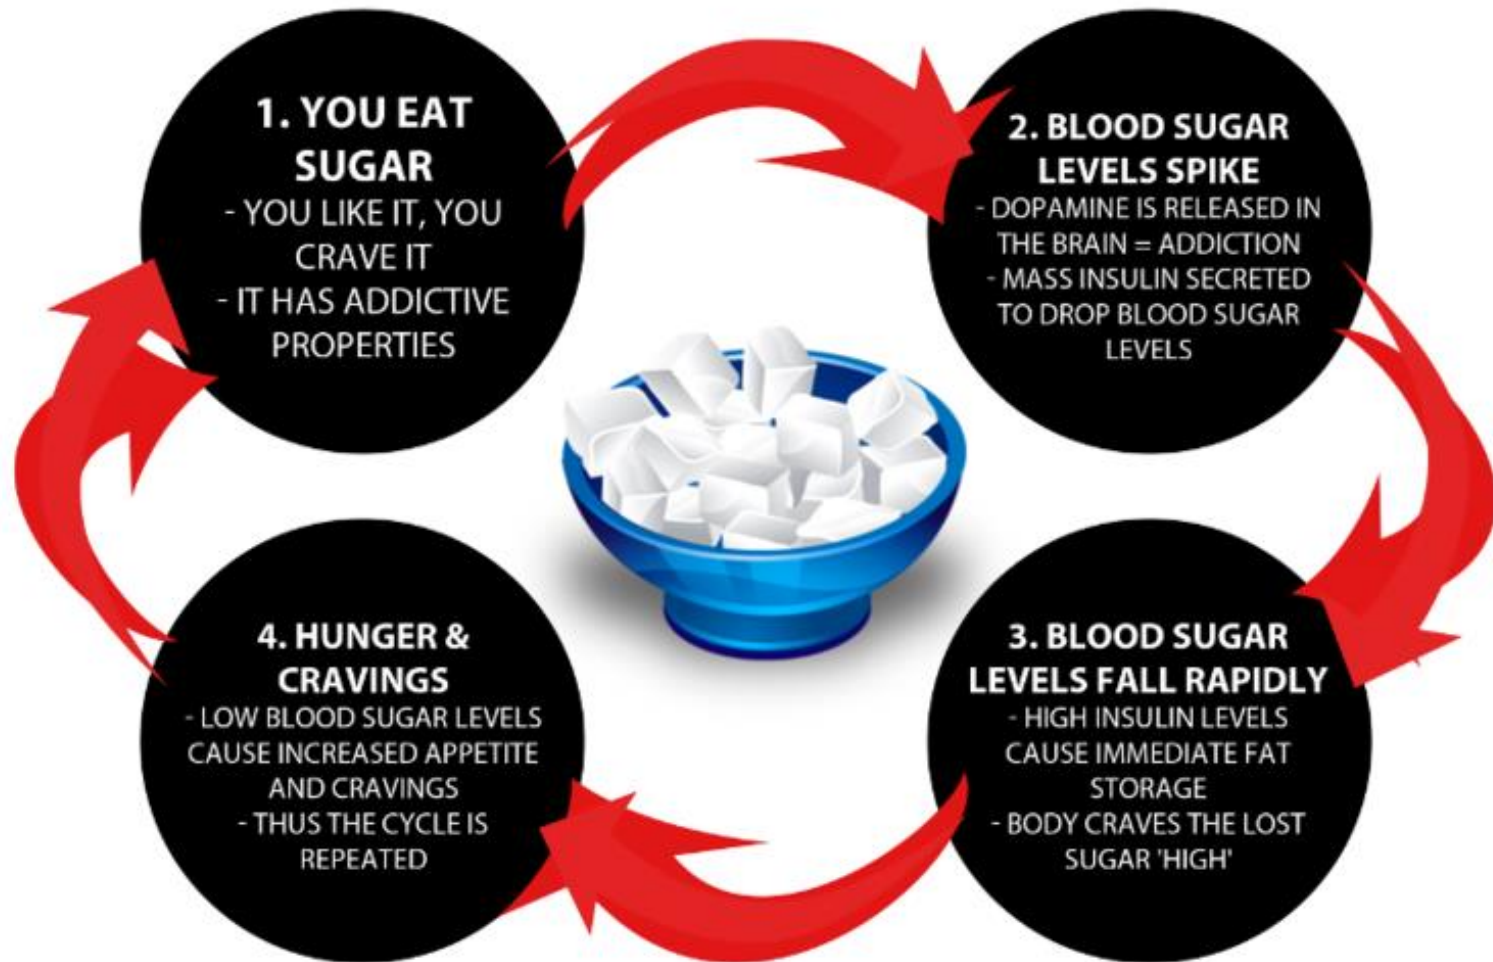 1. YOU EAT
SUGAR
- YOU LIKE IT, YOU
CRAVE IT
- IT HAS ADDICTIVE
PROPERTIES
2. BLOOD SUGAR
LEVELS SPIKE
- DOPAMINE IS RELEASED IN
THE BRAIN = ADDICTION
- MASS INSULIN SECRETED
TO DROP BLOOD SUGAR
LEVELS
3. BLOOD SUGAR
LEVELS FALL RAPIDLY
- HIGH INSULIN LEVELS
CAUSE IMMEDIATE FAT
STORAGE
- BODY CRAVES THE LOST
SUGAR 'HIGH'
4. HUNGER &
CRAVINGS
- LOW BLOOD SUGAR LEVELS
CAUSE INCREASED APPETITE
AND CRAVINGS
- THUS THE CYCLE IS
REPEATED